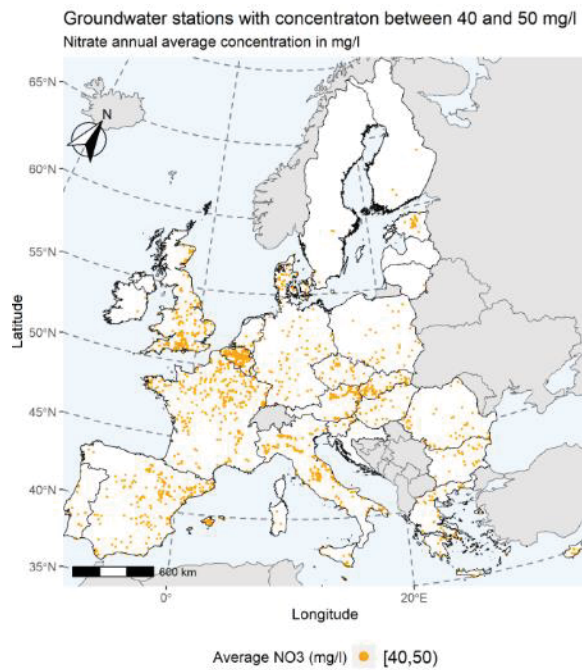 Groundwater stations with concentraton between 40 and 50 mg/l
Nitrate annual average concentration in mg/l
65°N
N
60°N
55°N
50°N
45°N
40°N
35°N
Latitude
600 km
0°
20°E
Longitude
Average NO3 (mg/l) [40,50)